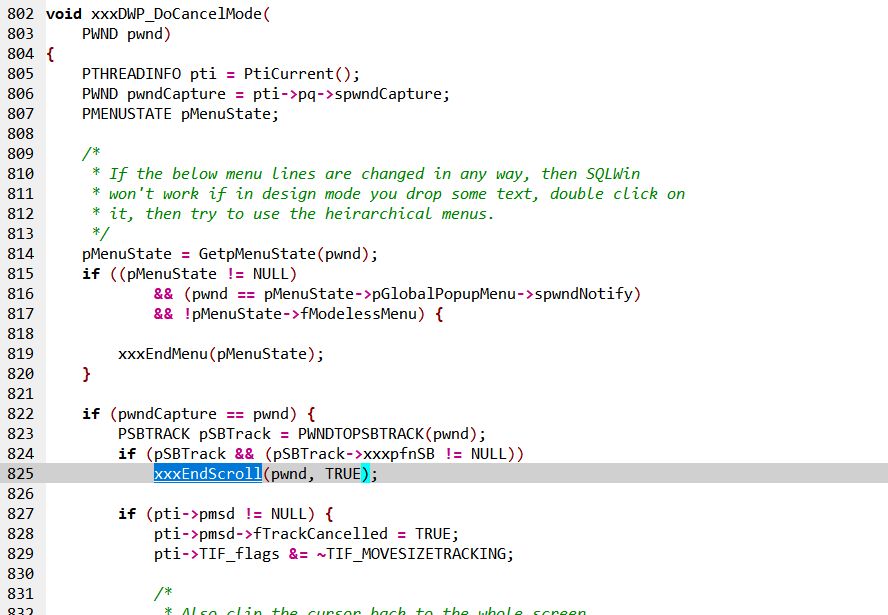 802 void xxxDWP_DoCancelMode(
803     PWND pwnd)
804 {
805     PTHREADINFO pti = PtiCurrent();
806     PWND pwndCapture = pti->pq->spwndCapture;
807     PMENUSTATE pMenuState;
808
809     /*
810      * If the below menu lines are changed in any way, then SQLWin
811      * won't work if in design mode you drop some text, double click on
812      * it, then try to use the heirarchical menus.
813      */
814     pMenuState = GetpMenuState(pwnd);
815     if ((pMenuState != NULL)
816             && (pwnd == pMenuState->pGlobalPopupMenu->spwndNotify)
817             && !pMenuState->fModelessMenu) {
818
819         xxxEndMenu(pMenuState);
820     }
821
822     if (pwndCapture == pwnd) {
823         PSBTRACK pSBTrack = PWNDTOPSBTRACK(pwnd);
824         if (pSBTrack && (pSBTrack->xxxpfnSB != NULL))
825             xxxEndScroll(pwnd, TRUE);
826
827         if (pti->pmsd != NULL) {
828             pti->pmsd->fTrackCancelled = TRUE;
829             pti->TIF_flags &= ~TIF_MOVESIZETRACKING;
830
831             /*
832              * Also clip the cursor back to the whole screen